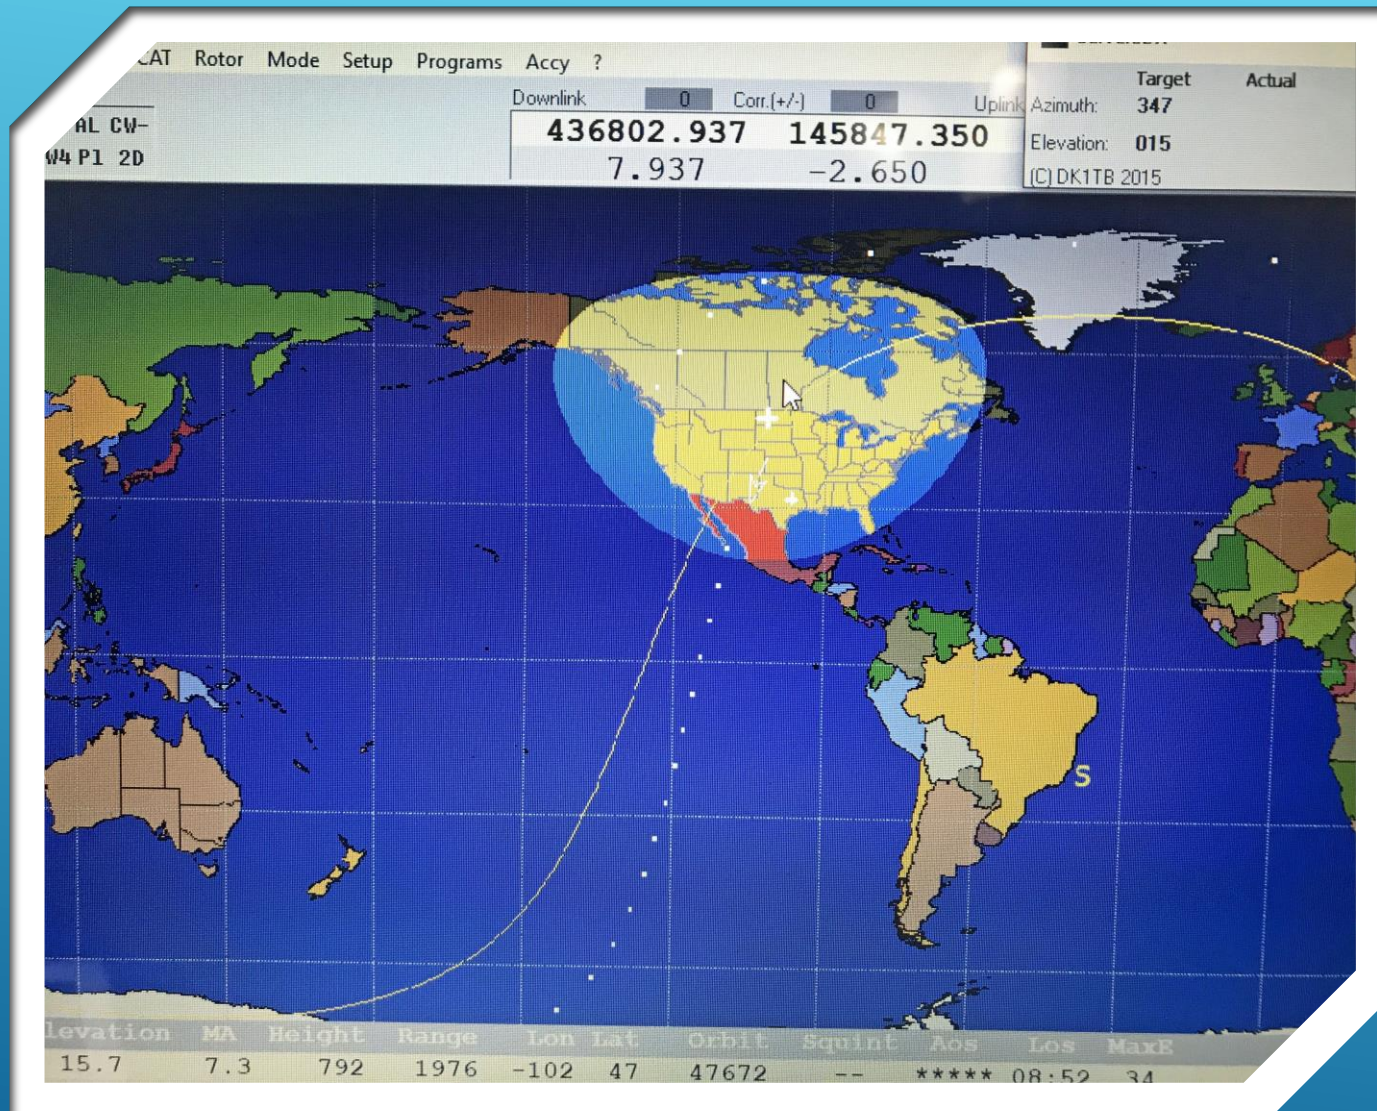 CAT Rotor Mode Setup Programs Accy ?
Downlink 0 Corr.(+/-) 0 Uplink
436802.937 145847.350
7.937 -2.650
AL CW-
W4 P1 2D
Target Actual
Azimuth: 347
Elevation: 015
(C) DK1TB 2015
S
levation MA Height Range Lon Lat Orbit Squint Aos Los MaxE
15.7 7.3 792 1976 -102 47 47672 -- ***** 08:52 34